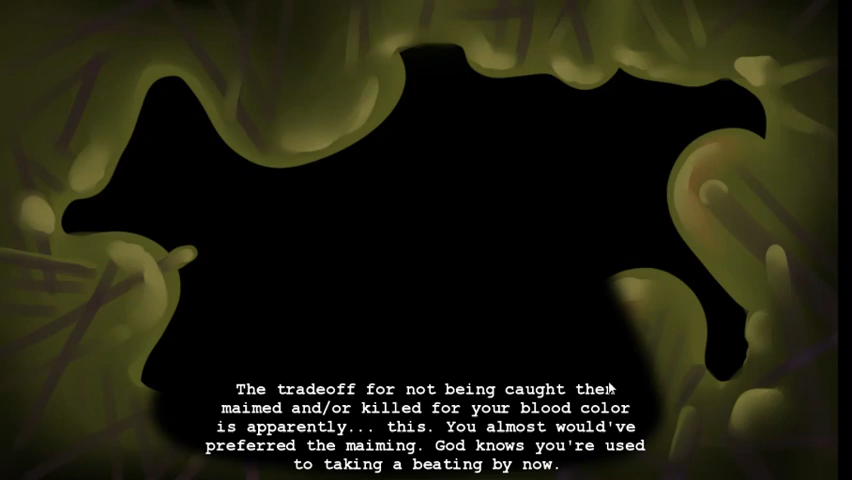 The tradeoff for not being caught then
maimed and/or killed for your blood color
is apparently... this. You almost would've
preferred the maiming. God knows you're used
to taking a beating by now.